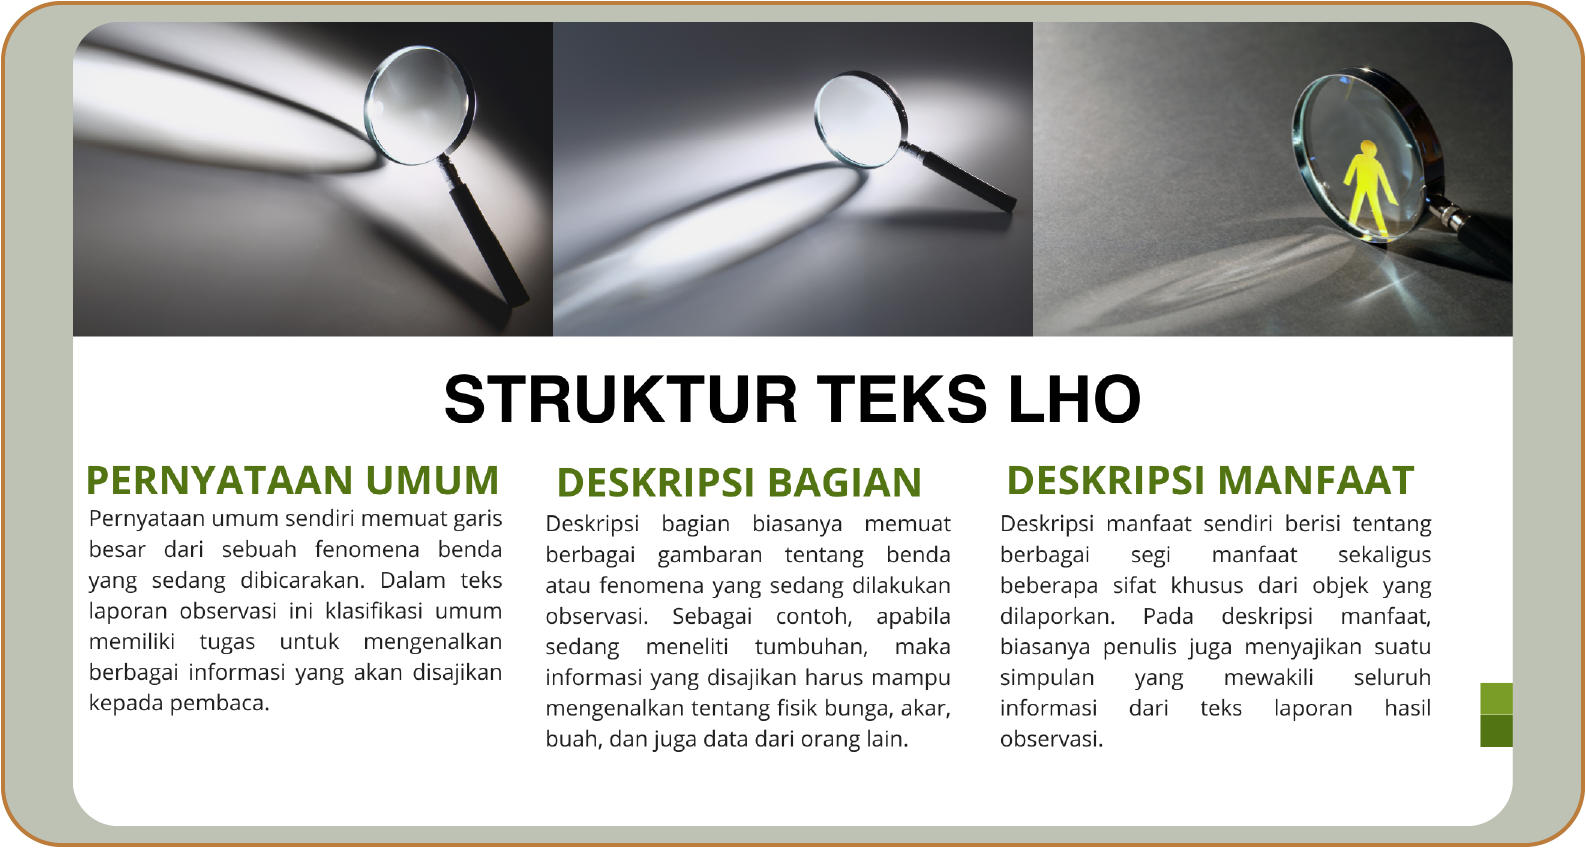 STRUKTUR TEKS LHO
PERNYATAAN UMUM
Pernyataan umum sendiri memuat garis
besar dari sebuah fenomena benda
yang sedang dibicarakan. Dalam teks
laporan observasi ini klasifikasi umum
memiliki tugas untuk mengenalkan
berbagai informasi yang akan disajikan
kepada pembaca.
DESKRIPSI BAGIAN
Deskripsi bagian biasanya memuat
berbagai gambaran tentang benda
atau fenomena yang sedang dilakukan
observasi. Sebagai contoh, apabila
sedang meneliti tumbuhan, maka
informasi yang disajikan harus mampu
mengenalkan tentang fisik bunga, akar,
buah, dan juga data dari orang lain.
DESKRIPSI MANFAAT
Deskripsi manfaat sendiri berisi tentang
berbagai segi manfaat sekaligus
beberapa sifat khusus dari objek yang
dilaporkan. Pada deskripsi manfaat,
biasanya penulis juga menyajikan suatu
simpulan yang mewakili seluruh
informasi dari teks laporan hasil
observasi.